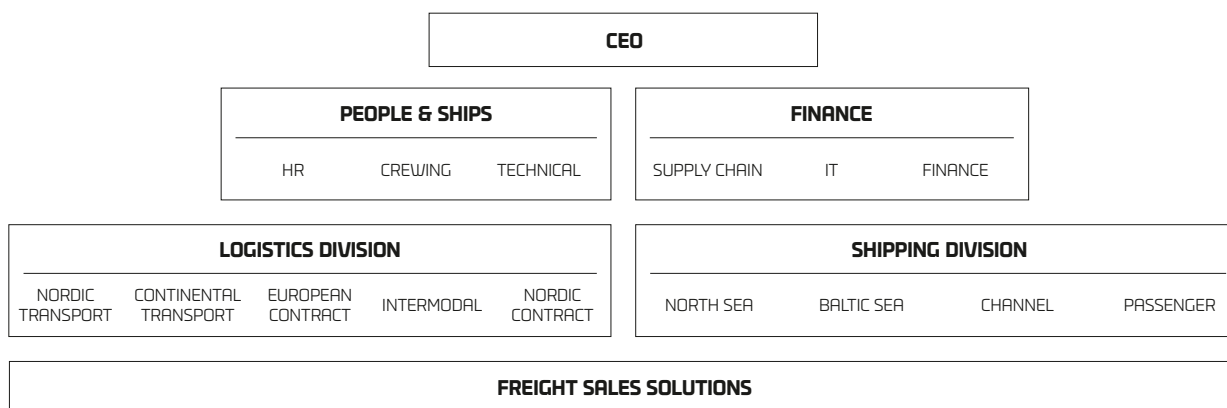 CEO
PEOPLE & SHIPS
HR CREWING TECHNICAL
FINANCE
SUPPLY CHAIN IT FINANCE
LOGISTICS DIVISION
NORDIC TRANSPORT
CONTINENTAL TRANSPORT
EUROPEAN CONTRACT
INTERMODAL
NORDIC CONTRACT
SHIPPING DIVISION
NORTH SEA BALTIC SEA CHANNEL PASSENGER
FREIGHT SALES SOLUTIONS